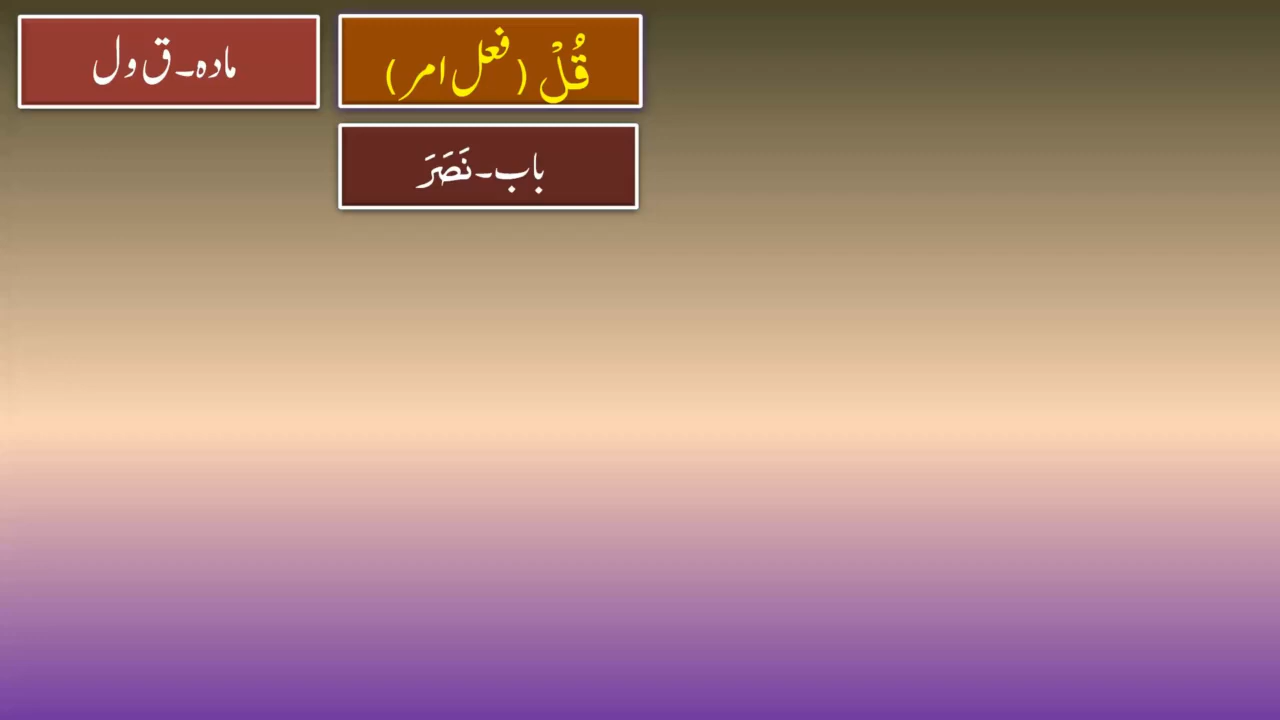 قُلْ (فعل امر)
مادہ۔ق و ل
باب۔نَصَرَ